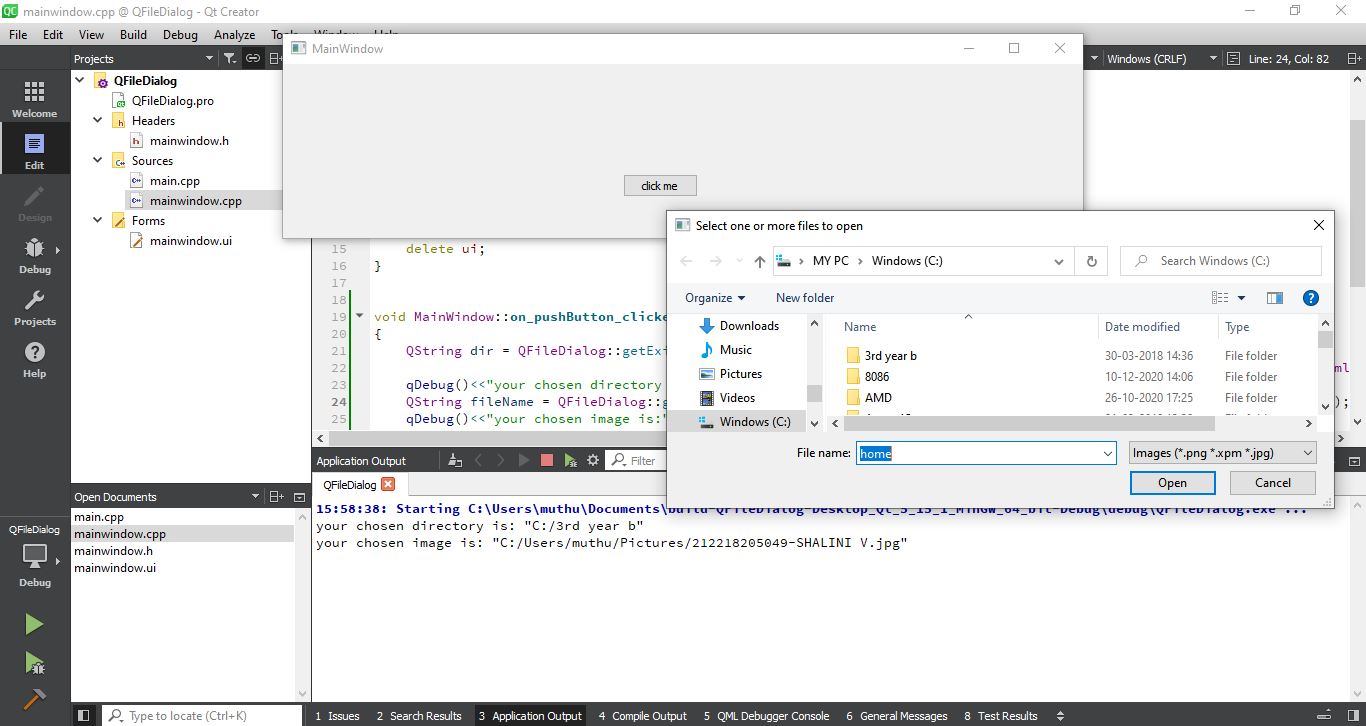 mainwindow.cpp @ QFileDialog - Qt Creator
File Edit View Build Debug Analyze
MainWindow
Projects
Windows (CRLF)
Line: 24, Col: 82
QFileDialog
QFileDialog.pro
Headers
mainwindow.h
Sources
main.cpp
mainwindow.cpp
Forms
mainwindow.ui
Welcome
Edit
Design
Debug
Projects
Help
click me
15 delete ui;
16 }
17
18
19 void MainWindow::on_pushButton_clicke
20 {
21 QString dir = QFileDialog::getExi
22
23 qDebug()<<"your chosen directory
24 QString fileName = QFileDialog::g
25 qDebug()<<"your chosen image is:"
Select one or more files to open
MY PC > Windows (C:)
Search Windows (C:)
Organize New folder
Downloads
Music
Pictures
Videos
Windows (C:)
Name Date modified Type
3rd year b 30-03-2018 14:36 File folder
8086 10-12-2020 14:06 File folder
AMD 26-10-2020 17:25 File folder
File name: home Images (*.png *.xpm *.jpg)
Open Cancel
Application Output
Filter
QFileDialog
15:58:38: Starting C:\Users\muthu\Documents\build-QFileDialog-Desktop_Qt_5_15_1_MinGW_64_bit-Debug\debug\QFileDialog.exe ...
your chosen directory is: "C:/3rd year b"
your chosen image is: "C:/Users/muthu/Pictures/212218205049-SHALINI V.jpg"
Open Documents
main.cpp
mainwindow.cpp
mainwindow.h
mainwindow.ui
QFileDialog
Debug
Type to locate (Ctrl+K)
1 Issues 2 Search Results 3 Application Output 4 Compile Output 5 QML Debugger Console 6 General Messages 8 Test Results